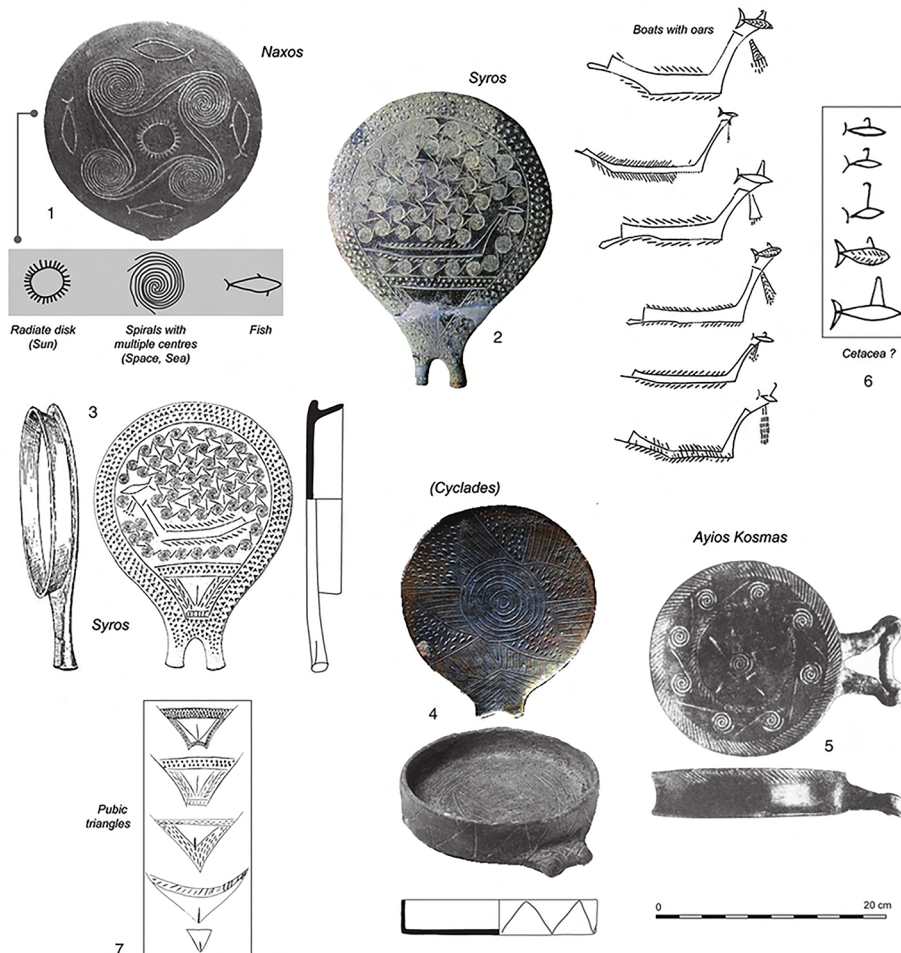 Naxos
1
Radiate disk
(Sun)
Spirals with
multiple centres
(Space, Sea)
Fish
Syros
2
Boats with oars
Cetacea ?
6
3
Syros
(Cyclades)
4
Ayios Kosmas
5
Pubic
triangles
7
0
20 cm